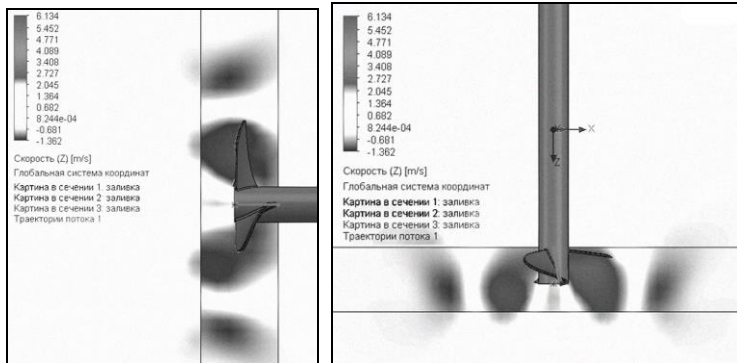 6.134
5.452
4.771
4.089
3.408
2.727
2.045
1.364
0.682
8.244e-04
-0.681
-1.362
Скорость (Z) [m/s]
Глобальная система координат
Картина в сечении 1: заливка
Картина в сечении 2: заливка
Картина в сечении 3: заливка
Траектории потока 1
6.134
5.452
4.771
4.089
3.408
2.727
2.045
1.364
0.682
8.244e-04
-0.681
-1.362
Скорость (Z) [m/s]
Глобальная система координат
Картина в сечении 1: заливка
Картина в сечении 2: заливка
Картина в сечении 3: заливка
Траектории потока 1
X
Z